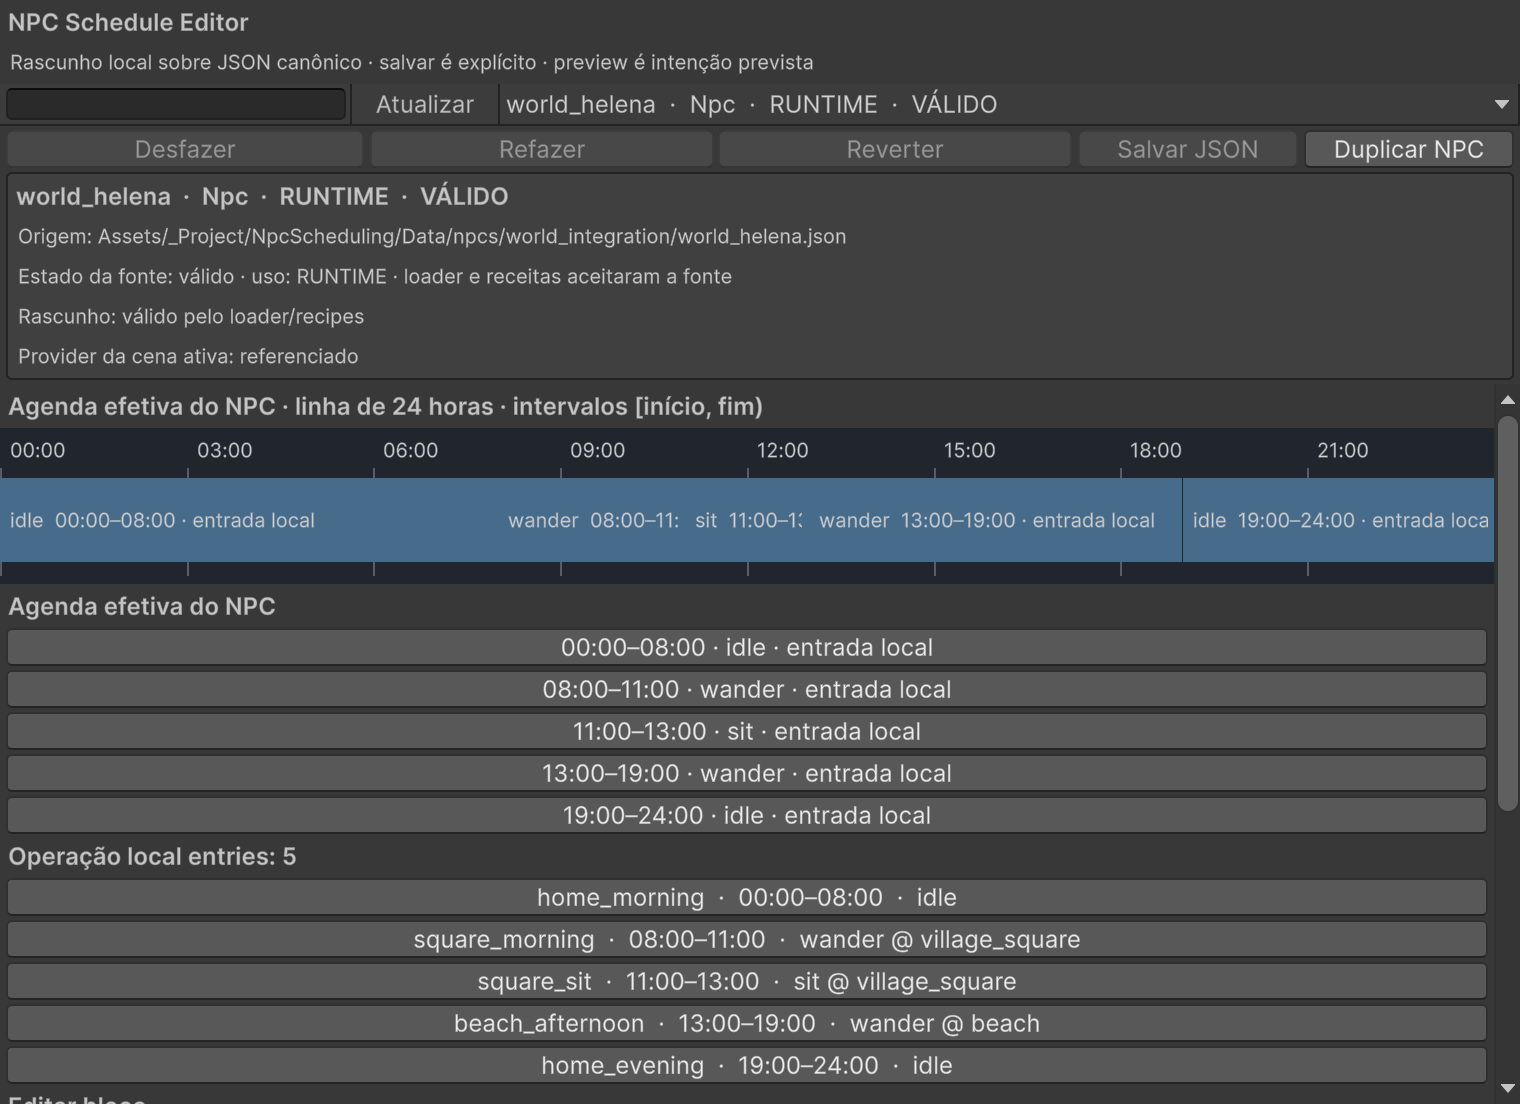 NPC Schedule Editor
Rascunho local sobre JSON canônico · salvar é explícito · preview é intenção prevista
Atualizar world_helena · Npc · RUNTIME · VÁLIDO
Desfazer Refazer Reverter Salvar JSON Duplicar NPC
world_helena · Npc · RUNTIME · VÁLIDO
Origem: Assets/_Project/NpcScheduling/Data/npcs/world_integration/world_helena.json
Estado da fonte: válido · uso: RUNTIME · loader e receitas aceitaram a fonte
Rascunho: válido pelo loader/recipes
Provider da cena ativa: referenciado
Agenda efetiva do NPC · linha de 24 horas · intervalos [início, fim)
00:00 03:00 06:00 09:00 12:00 15:00 18:00 21:00
idle 00:00–08:00 · entrada local wander 08:00–11: sit 11:00–1 wander 13:00–19:00 · entrada local idle 19:00–24:00 · entrada loca
Agenda efetiva do NPC
00:00–08:00 · idle · entrada local
08:00–11:00 · wander · entrada local
11:00–13:00 · sit · entrada local
13:00–19:00 · wander · entrada local
19:00–24:00 · idle · entrada local
Operação local entries: 5
home_morning · 00:00–08:00 · idle
square_morning · 08:00–11:00 · wander @ village_square
square_sit · 11:00–13:00 · sit @ village_square
beach_afternoon · 13:00–19:00 · wander @ beach
home_evening · 19:00–24:00 · idle